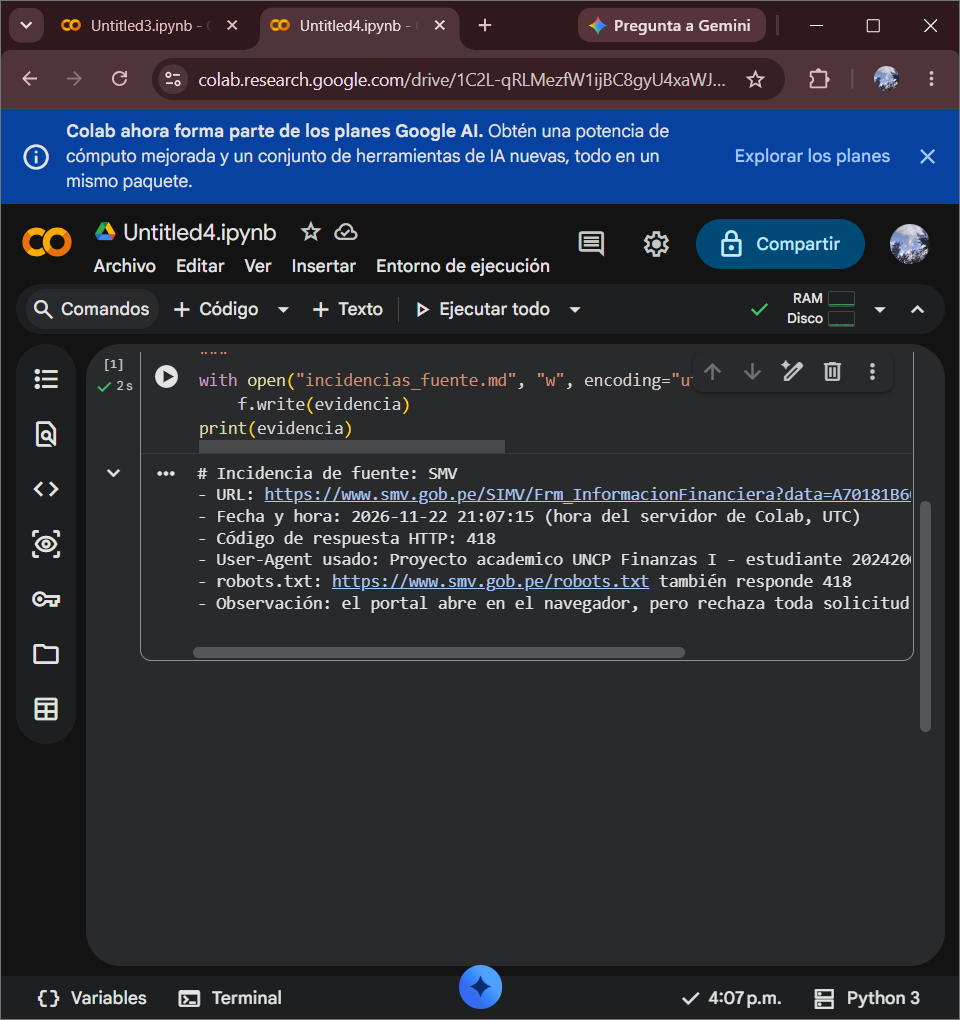 Untitled3.ipynb -
Untitled4.ipynb -
Pregunta a Gemini
colab.research.google.com/drive/1C2L-qRLMezfW1ijBC8gyU4xaWJ...
Colab ahora forma parte de los planes Google AI. Obtén una potencia de
cómputo mejorada y un conjunto de herramientas de IA nuevas, todo en un
mismo paquete.
Explorar los planes
Untitled4.ipynb
Archivo Editar Ver Insertar Entorno de ejecución
Compartir
Comandos + Código + Texto Ejecutar todo
RAM
Disco
[1]
2 s
"""
with open("incidencias_fuente.md", "w", encoding="u
f.write(evidencia)
print(evidencia)
# Incidencia de fuente: SMV
- URL: https://www.smv.gob.pe/SIMV/Frm_InformacionFinanciera?data=A70181B6
- Fecha y hora: 2026-11-22 21:07:15 (hora del servidor de Colab, UTC)
- Código de respuesta HTTP: 418
- User-Agent usado: Proyecto academico UNCP Finanzas I - estudiante 202420
- robots.txt: https://www.smv.gob.pe/robots.txt también responde 418
- Observación: el portal abre en el navegador, pero rechaza toda solicitud
Variables
Terminal
4:07 p.m.
Python 3